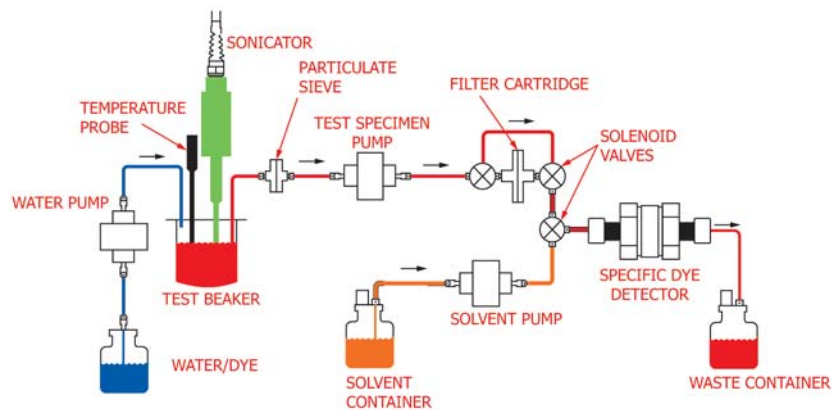 SONICATOR
PARTICULATE
SIEVE
FILTER CARTRIDGE
TEMPERATURE
PROBE
TEST SPECIMEN
PUMP
SOLENOID
VALVES
WATER PUMP
TEST BEAKER
SPECIFIC DYE
DETECTOR
SOLVENT PUMP
WATER/DYE
SOLVENT
CONTAINER
WASTE CONTAINER